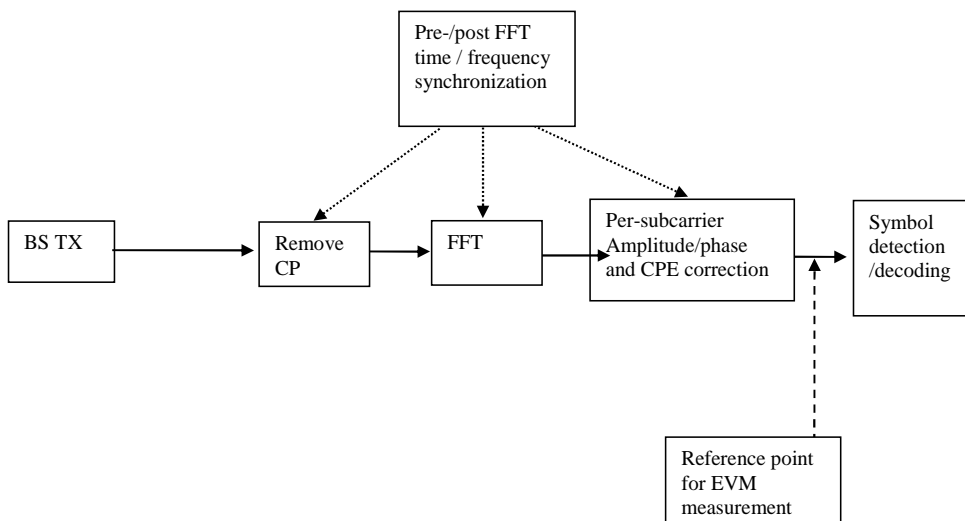 Pre-/post FFT
time / frequency
synchronization
BS TX
Remove
CP
FFT
Per-subcarrier
Amplitude/phase
and CPE correction
Symbol
detection
/decoding
Reference point
for EVM
measurement